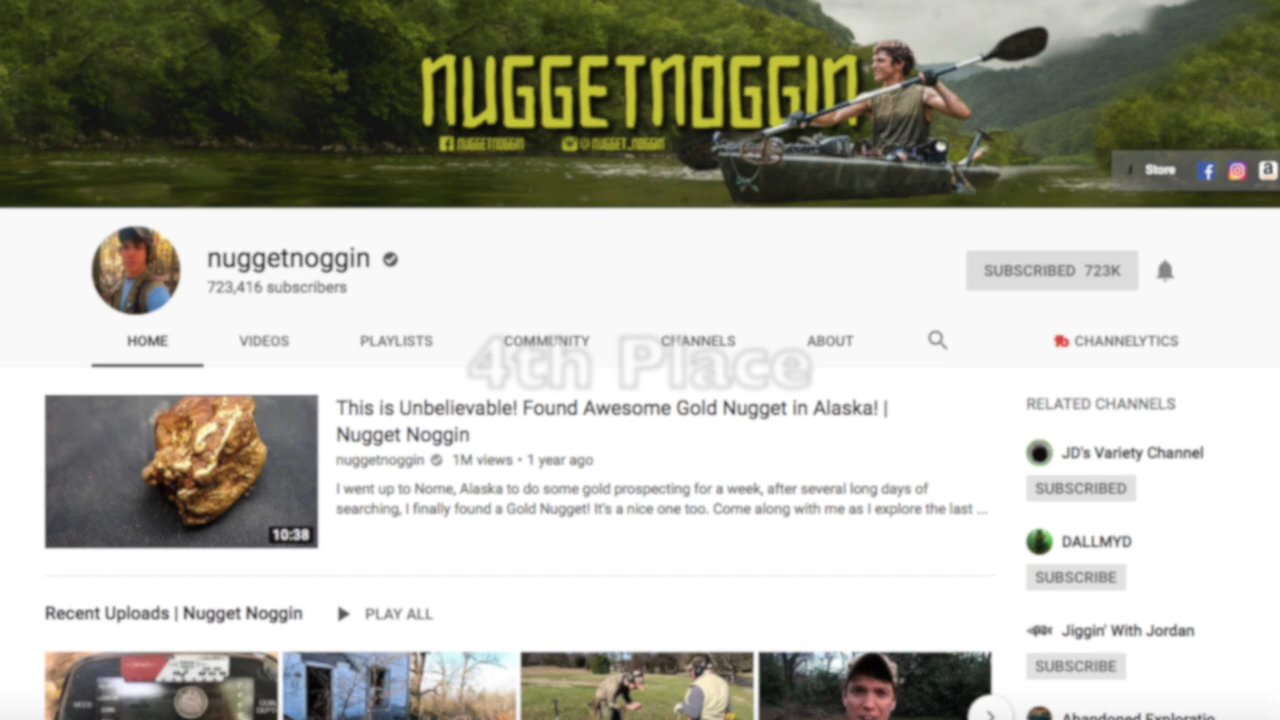 NUGGETNOGGIN
NUGGETNOGGIN @NUGGET_NOGGIN
Store
nuggetnoggin
723,416 subscribers
SUBSCRIBED 723K
HOME VIDEOS PLAYLISTS COMMUNITY CHANNELS ABOUT CHANNELYTICS
4th Place
This is Unbelievable! Found Awesome Gold Nugget in Alaska! |
Nugget Noggin
nuggetnoggin 1M views • 1 year ago
I went up to Nome, Alaska to do some gold prospecting for a week, after several long days of
searching, I finally found a Gold Nugget! It's a nice one too. Come along with me as I explore the last ...
10:38
RELATED CHANNELS
JD's Variety Channel
SUBSCRIBED
DALLMYD
SUBSCRIBE
Jiggin' With Jordan
SUBSCRIBE
Abandoned Exploratio
Recent Uploads | Nugget Noggin PLAY ALL